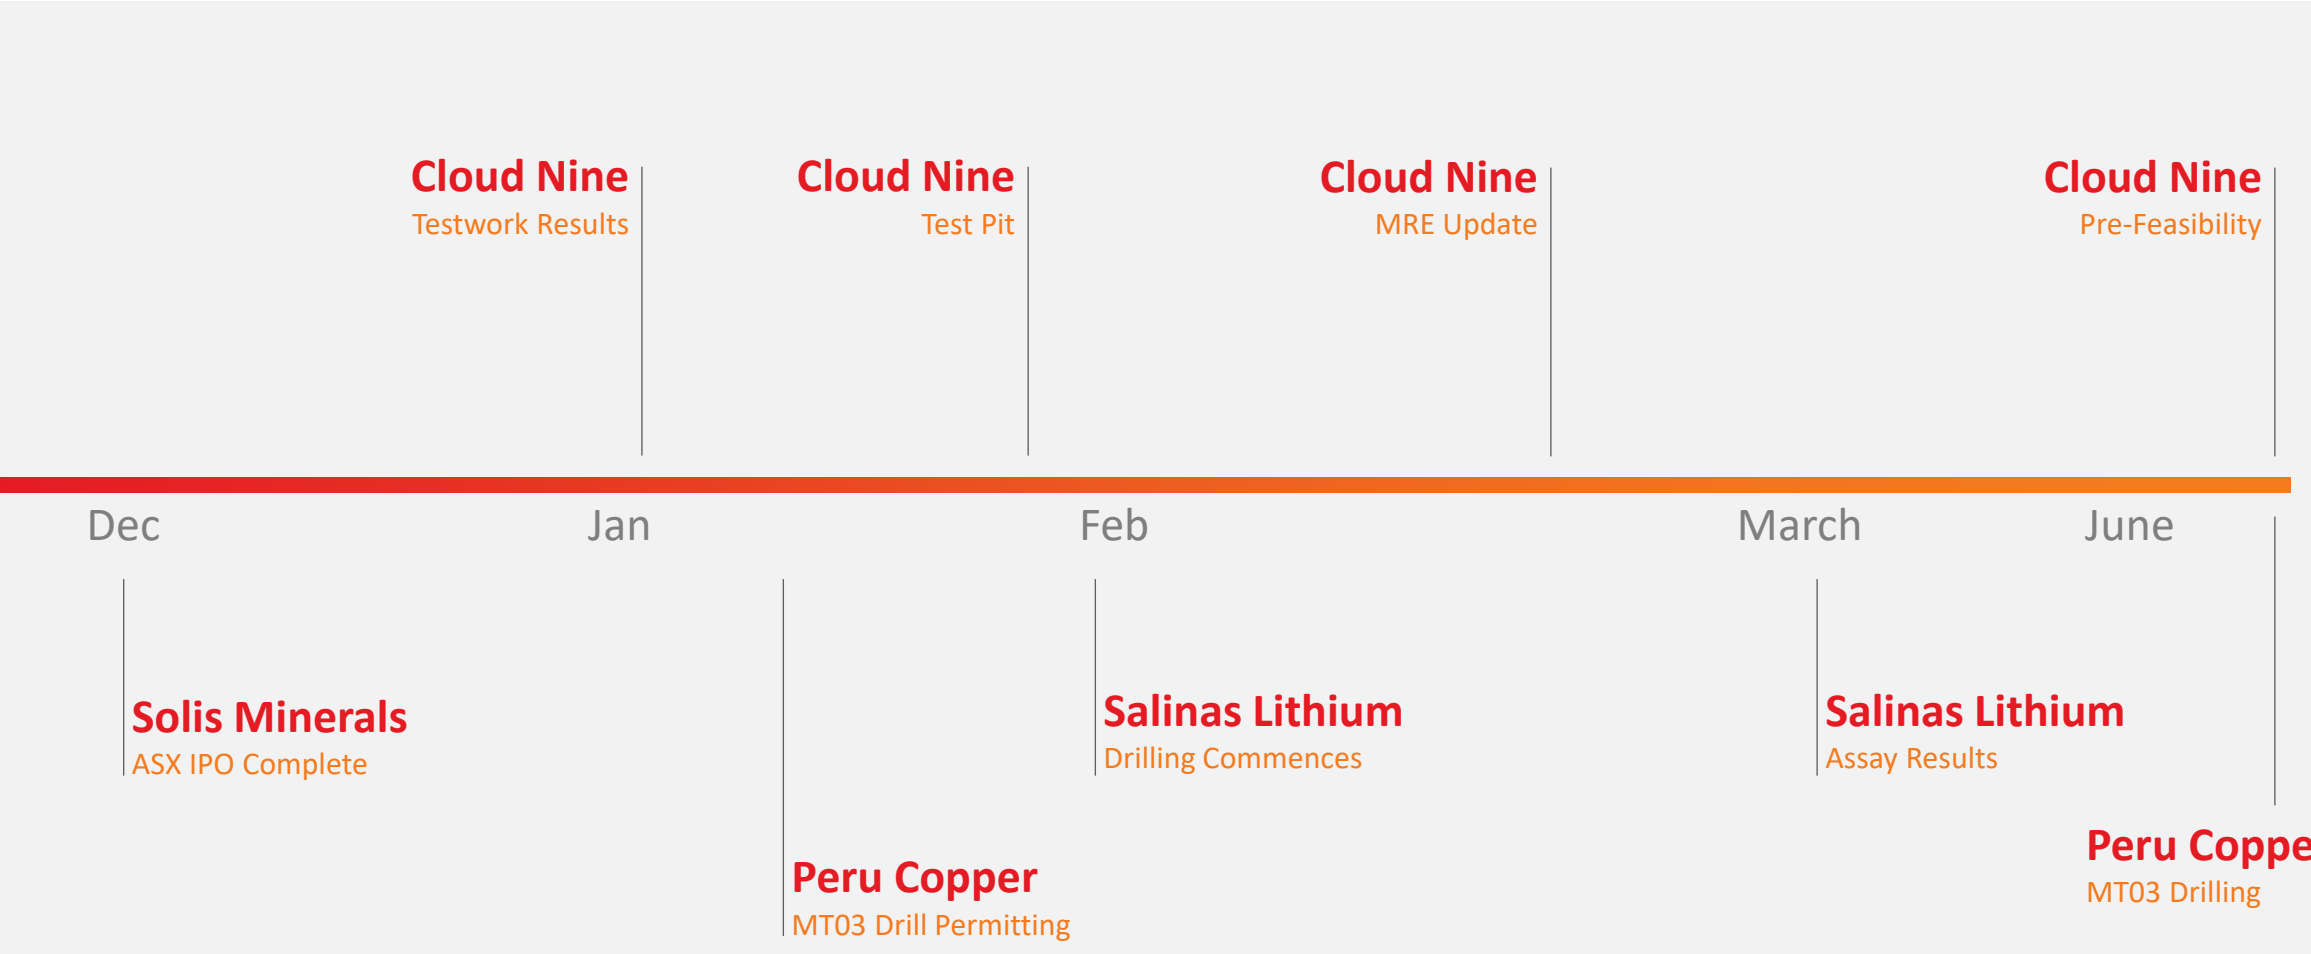 Cloud Nine
Testwork Results
Cloud Nine
Test Pit
Cloud Nine
MRE Update
Cloud Nine
Pre-Feasibility
Dec
Jan
Feb
March
June
Solis Minerals
ASX IPO Complete
Peru Copper
MT03 Drill Permitting
Salinas Lithium
Drilling Commences
Salinas Lithium
Assay Results
Peru Coppe
MT03 Drilling